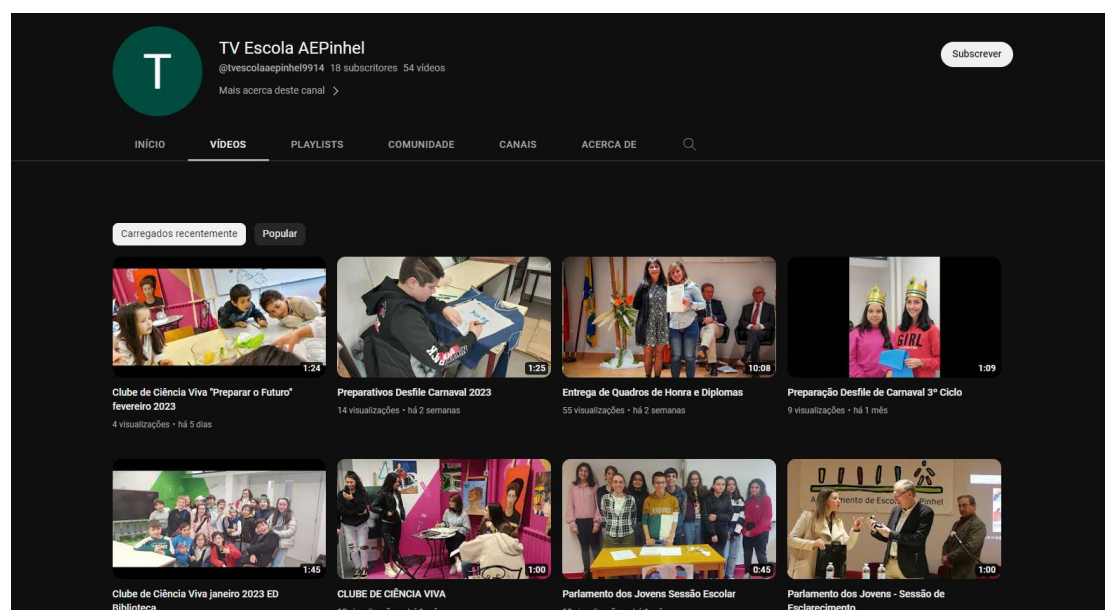 T
TV Escola AEPinhel
@tvescolaaepinhel9914 18 subscritores 54 vídeos
Mais acerca deste canal
Subscrever
INÍCIO VÍDEOS PLAYLISTS COMUNIDADE CANAIS ACERCA DE
Carregados recentemente Popular
1:24 1:25 10:08 GIRL 1:09
Clube de Ciência Viva "Preparar o Futuro"
fevereiro 2023
4 visualizações • há 5 dias
Preparativos Desfile Carnaval 2023
14 visualizações • há 2 semanas
Entrega de Quadros de Honra e Diplomas
55 visualizações • há 2 semanas
Preparação Desfile de Carnaval 3º Ciclo
9 visualizações • há 1 mês
1:45 1:00 0:45 1:00
Clube de Ciência Viva janeiro 2023 ED
Biblioteca
CLUBE DE CIÊNCIA VIVA
Parlamento dos Jovens Sessão Escolar
Parlamento dos Jovens - Sessão de
Esclarecimento